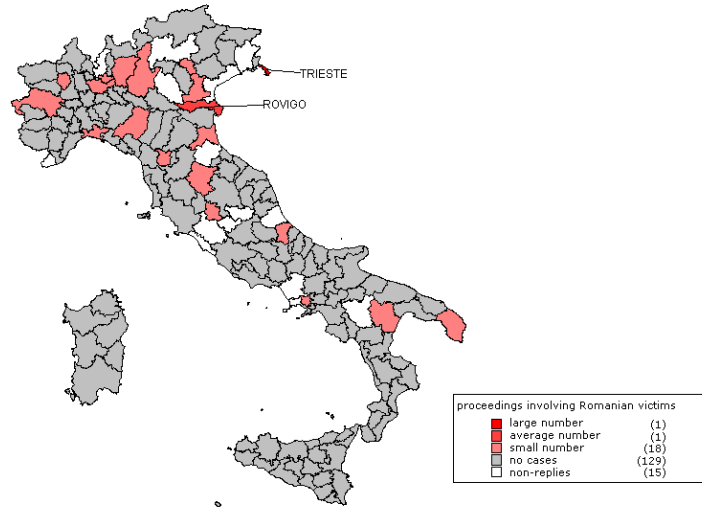 TRIESTE
ROVIGO
proceedings involving Romanian victims
large number (1)
average number (1)
small number (18)
no cases (129)
non-replies (15)